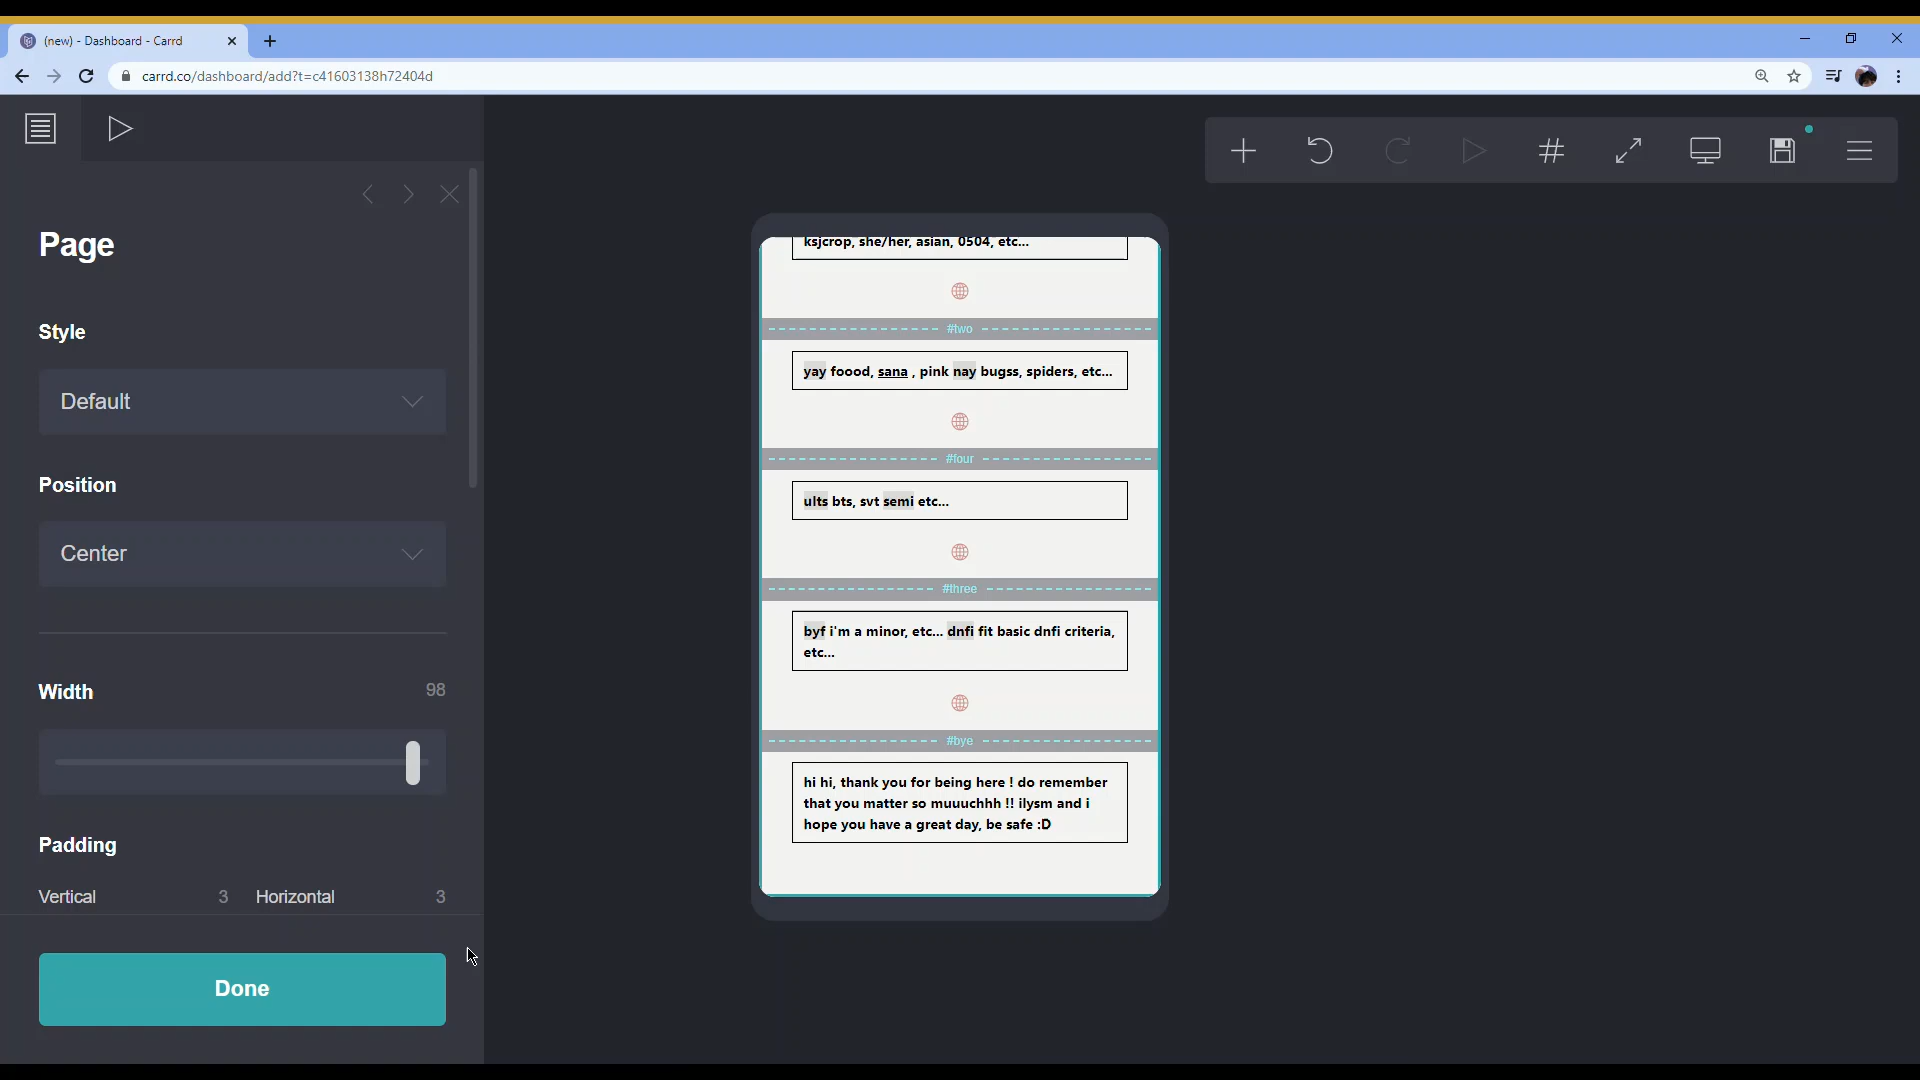 (new) - Dashboard - Carrd
carrd.co/dashboard/add?t=c41603138h72404d
Page
Style
Default
Position
Center
Width 98
Padding
Vertical 3 Horizontal 3
Done
ksjcrop, she/her, asian, 0504, etc...
#two
yay foood, sana , pink nay bugss, spiders, etc...
#four
ults bts, svt semi etc...
#three
byf i'm a minor, etc... dnfi fit basic dnfi criteria,
etc...
#bye
hi hi, thank you for being here ! do remember
that you matter so muuuchhh !! ilysm and i
hope you have a great day, be safe :D